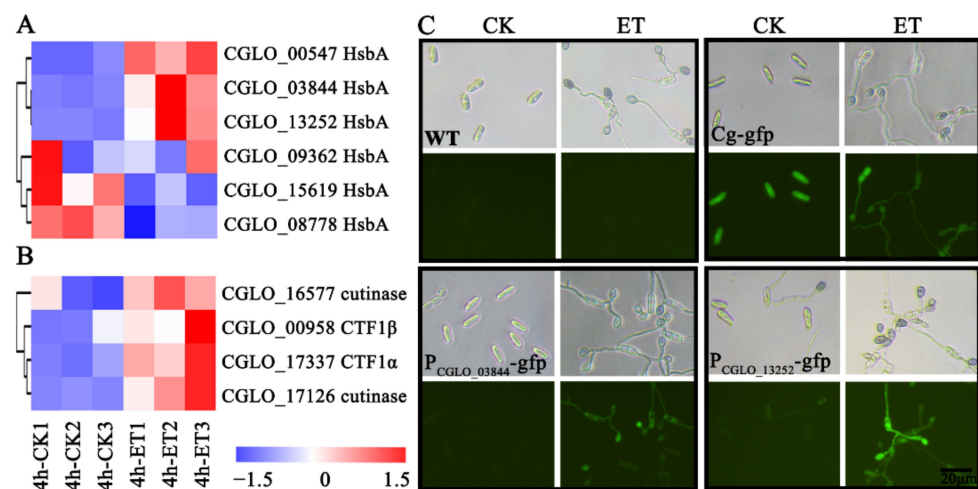 A
CGLO_00547 HsbA
CGLO_03844 HsbA
CGLO_13252 HsbA
CGLO_09362 HsbA
CGLO_15619 HsbA
CGLO_08778 HsbA
B
CGLO_16577 cutinase
CGLO_00958 CTF1β
CGLO_17337 CTF1α
CGLO_17126 cutinase
4h-CK1
4h-CK2
4h-CK3
4h-ET1
4h-ET2
4h-ET3
−1.5 0 1.5
C
CK ET
WT
CK ET
Cg-gfp
PCGLO_03844-gfp
PCGLO_13252-gfp
20μm